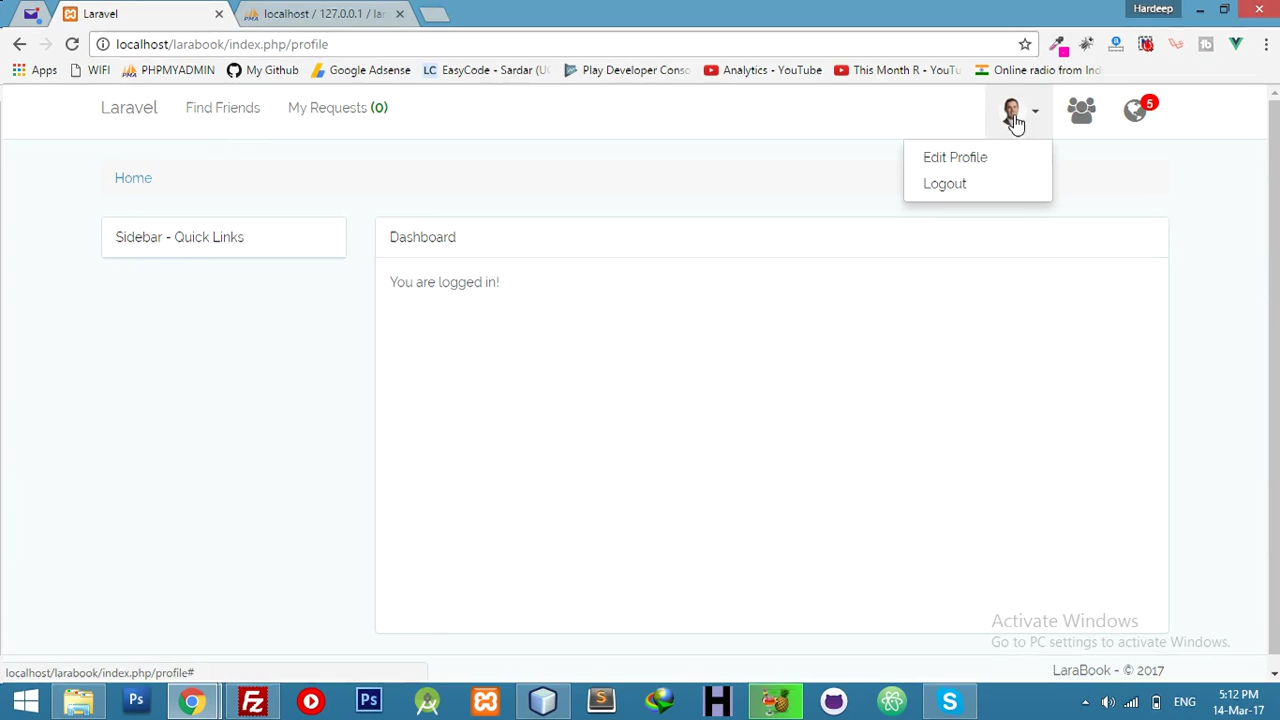 Hardeep
Laravel
localhost / 127.0.0.1 / lar
localhost/larabook/index.php/profile
Apps WIFI PHPMYADMIN My Github Google Adsense LC EasyCode - Sardar (U Play Developer Conso Analytics - YouTube This Month R - YouTu Online radio from Ind
Laravel Find Friends My Requests (0) 5
Edit Profile
Logout
Home
Sidebar - Quick Links
Dashboard
You are logged in!
Activate Windows
Go to PC settings to activate Windows.
LaraBook - © 2017
localhost/larabook/index.php/profile#
ENG
5:12 PM
14-Mar-17